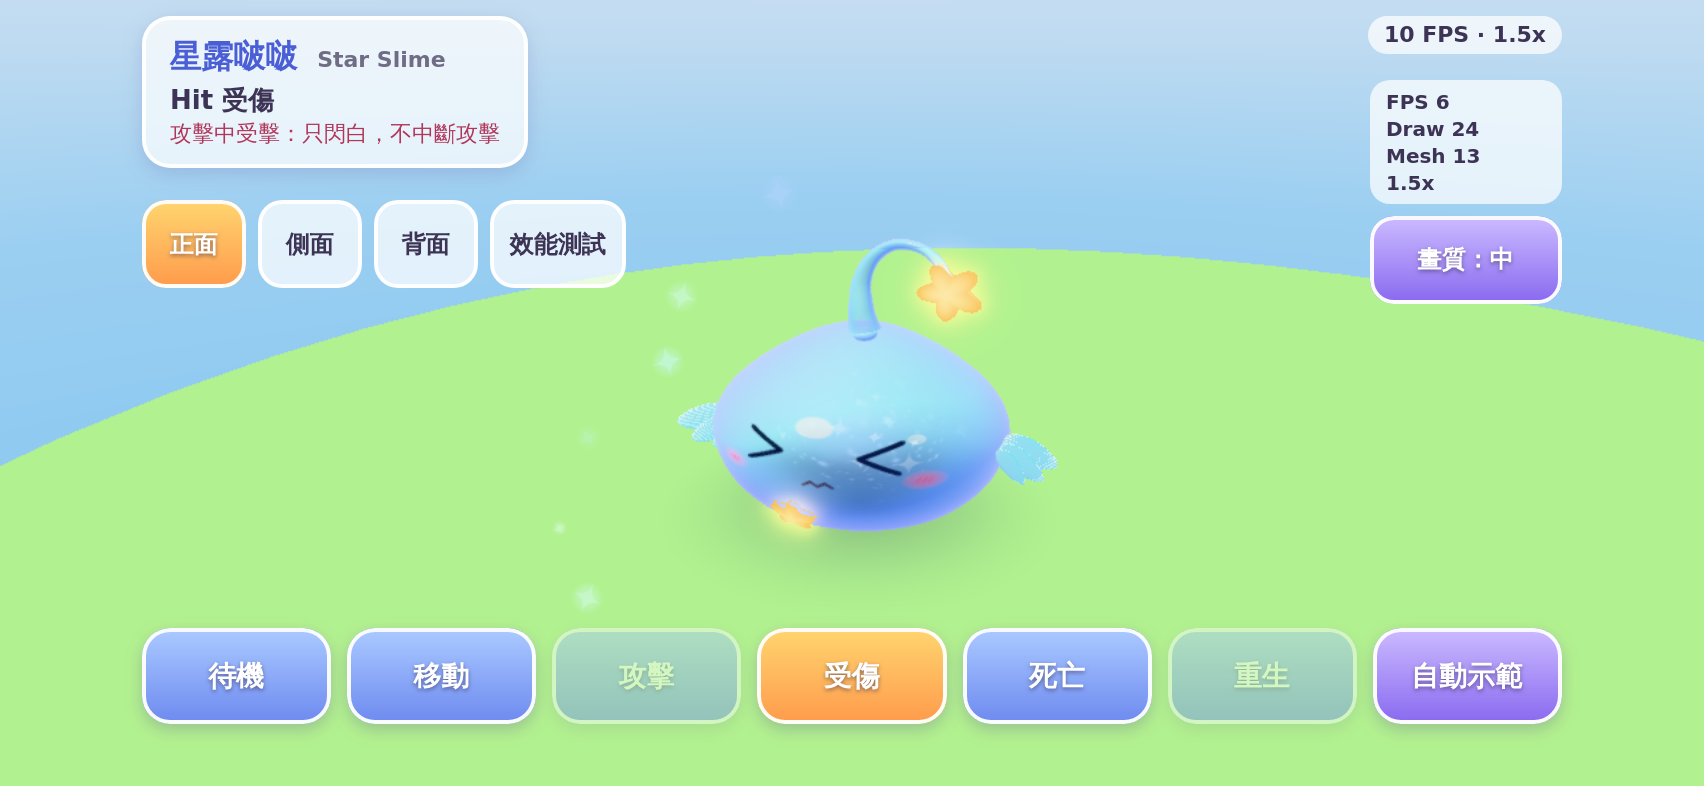 星露啵啵 Star Slime
Hit 受傷
攻擊中受擊：只閃白，不中斷攻擊
10 FPS · 1.5x
FPS 6
Draw 24
Mesh 13
1.5x
正面 側面 背面 效能測試
畫質：中
待機 移動 攻擊 受傷 死亡 重生 自動示範